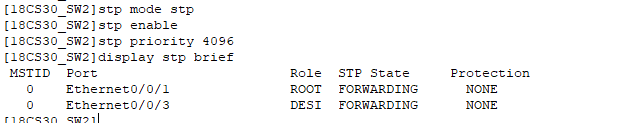 [18CS30_SW2]stp mode stp
[18CS30_SW2]stp enable
[18CS30_SW2]stp priority 4096
[18CS30_SW2]display stp brief
MSTID Port Role STP State Protection
0 Ethernet0/0/1 ROOT FORWARDING NONE
0 Ethernet0/0/3 DESI FORWARDING NONE
[18CS30_SW2]